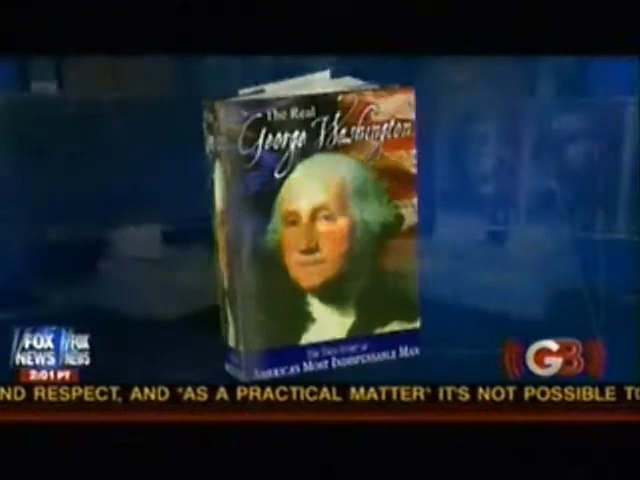 The Real
George Washington
The True Story of
America's Most Indispensable Man
FOX
NEWS
FOX
NEWS
2:01 PT
GB
ND RESPECT, AND "AS A PRACTICAL MATTER" IT'S NOT POSSIBLE TO